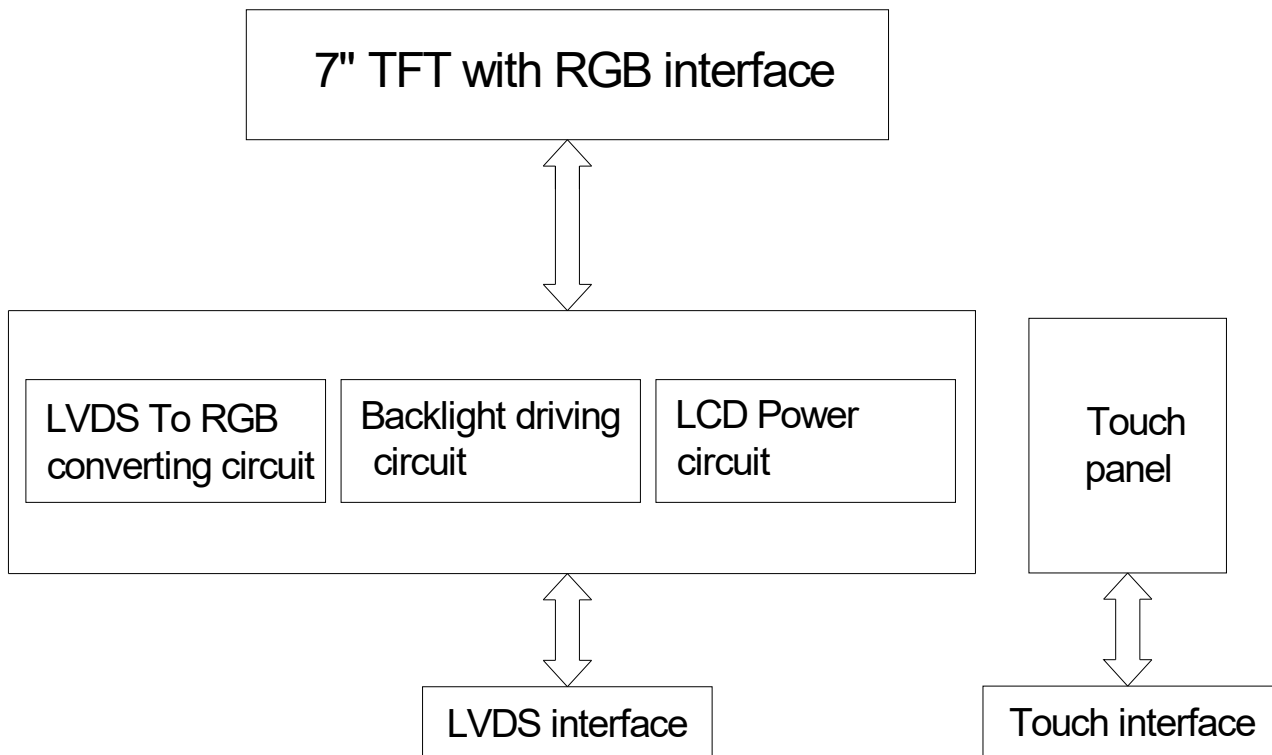 7" TFT with RGB interface
LVDS To RGB
converting circuit
Backlight driving
circuit
LCD Power
circuit
Touch
panel
LVDS interface
Touch interface